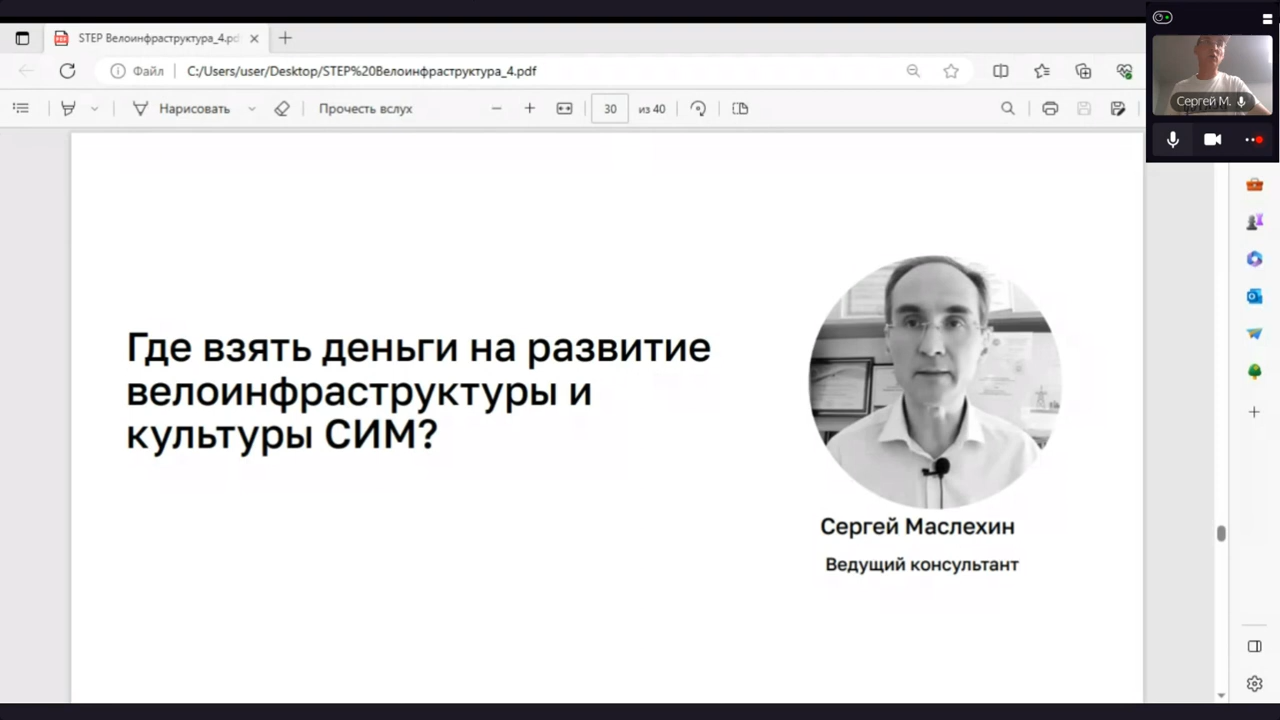 STEP Велоинфраструктура_4.pd
Файл
C:/Users/user/Desktop/STEP%20Велоинфраструктура_4.pdf
Нарисовать
Прочесть вслух
30
из 40
Сергей М.
Где взять деньги на развитие
велоинфраструктуры и
культуры СИМ?
Сергей Маслехин
Ведущий консультант